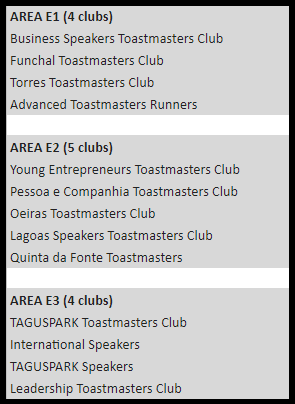 AREA E1 (4 clubs)
Business Speakers Toastmasters Club
Funchal Toastmasters Club
Torres Toastmasters Club
Advanced Toastmasters Runners
AREA E2 (5 clubs)
Young Entrepreneurs Toastmasters Club
Pessoa e Companhia Toastmasters Club
Oeiras Toastmasters Club
Lagoas Speakers Toastmasters Club
Quinta da Fonte Toastmasters
AREA E3 (4 clubs)
TAGUSPARK Toastmasters Club
International Speakers
TAGUSPARK Speakers
Leadership Toastmasters Club